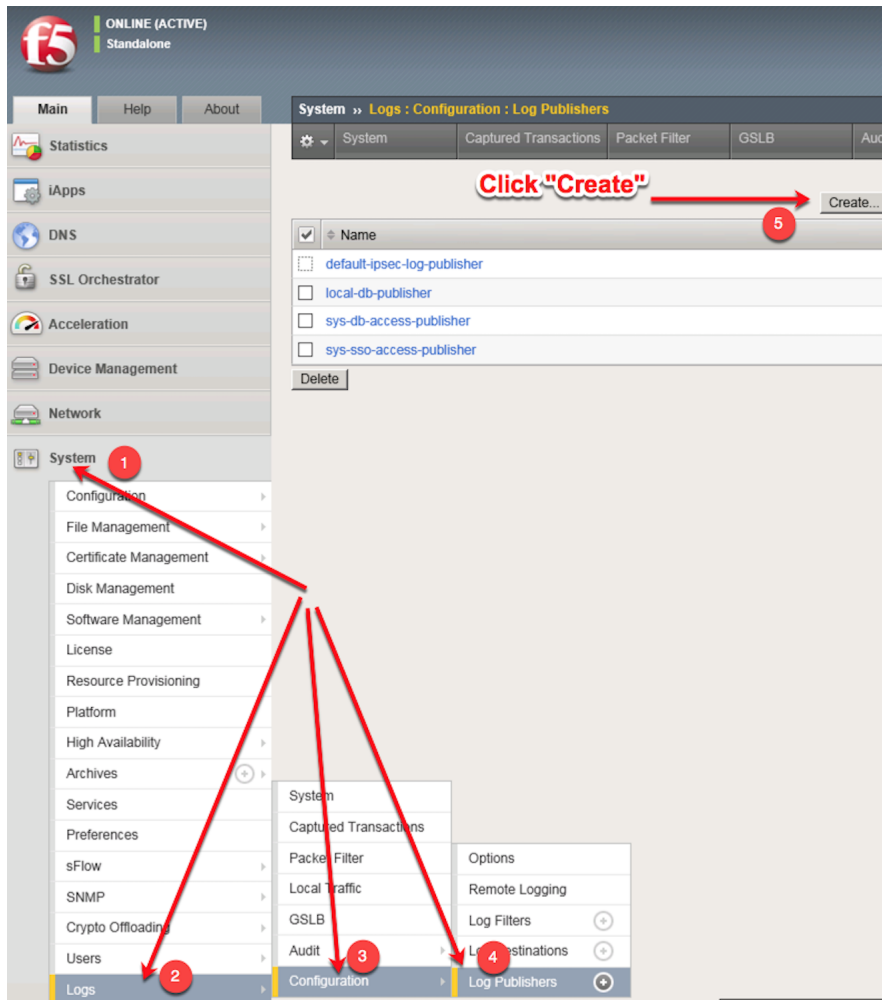 f5
ONLINE (ACTIVE)
Standalone
Main Help About
System » Logs : Configuration : Log Publishers
System Captured Transactions Packet Filter GSLB
Statistics
iApps
DNS
SSL Orchestrator
Acceleration
Device Management
Network
System
Click "Create"
Create...
5
Name
default-ipsec-log-publisher
local-db-publisher
sys-db-access-publisher
sys-sso-access-publisher
Delete
1
Configuration
File Management
Certificate Management
Disk Management
Software Management
License
Resource Provisioning
Platform
High Availability
Archives
Services
Preferences
sFlow
SNMP
Crypto Offloading
Users
Logs
2
System
Captured Transactions
Packet Filter
Local Traffic
GSLB
Audit
Configuration
3
Options
Remote Logging
Log Filters
Log Destinations
Log Publishers
4